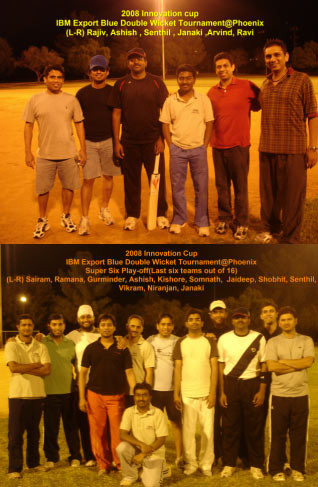 2008 Innovation cup
IBM Export Blue Double Wicket Tournament@Phoenix
(L-R) Rajiv, Ashish , Senthil , Janaki ,Arvind, Ravi
2008 Innovation Cup
IBM Export Blue Double Wicket Tournament@Phoenix
Super Six Play-off(Last six teams out of 16)
(L-R) Sairam, Ramana, Gurminder, Ashish, Kishore, Somnath, Jaideep, Shobhit, Senthil,
Vikram, Niranjan, Janaki